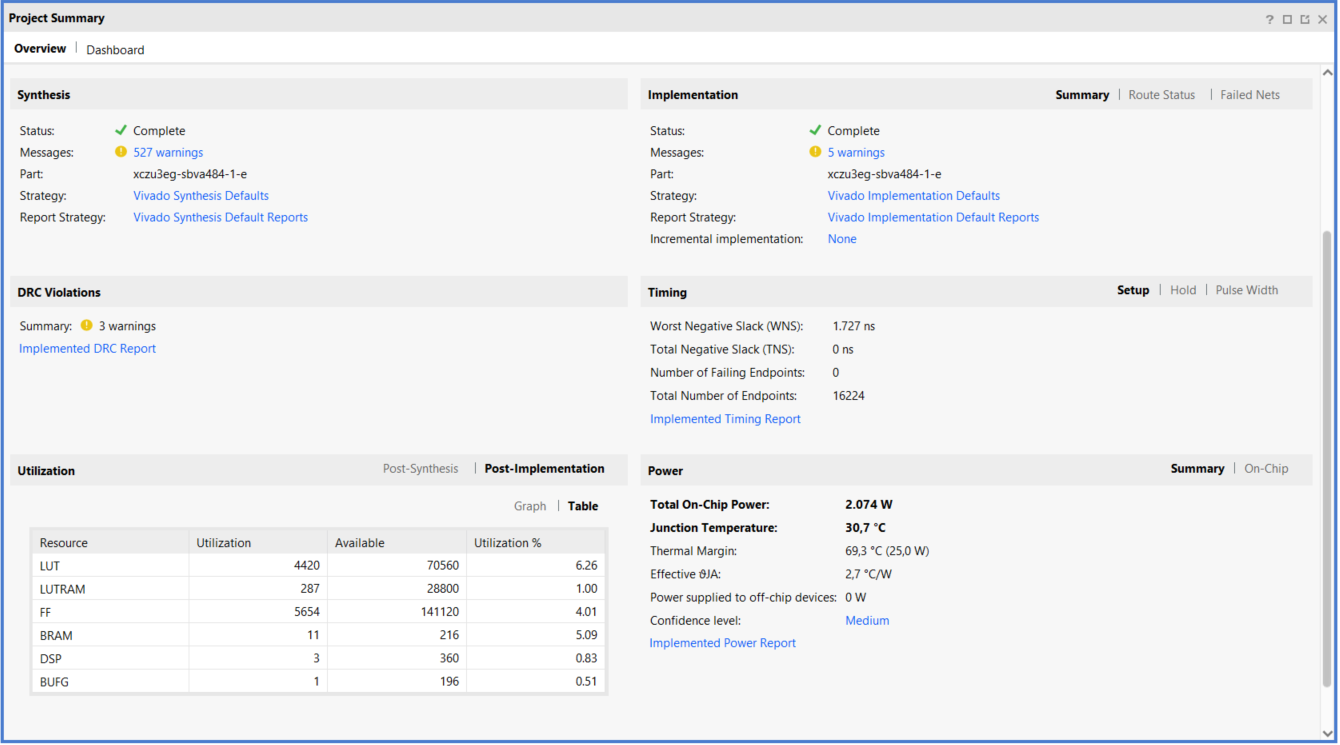 Project Summary
Overview | Dashboard
Synthesis
Status: Complete
Messages: 527 warnings
Part: xczu3eg-sbva484-1-e
Strategy: Vivado Synthesis Defaults
Report Strategy: Vivado Synthesis Default Reports
Implementation Summary | Route Status | Failed Nets
Status: Complete
Messages: 5 warnings
Part: xczu3eg-sbva484-1-e
Strategy: Vivado Implementation Defaults
Report Strategy: Vivado Implementation Default Reports
Incremental implementation: None
DRC Violations
Summary: 3 warnings
Implemented DRC Report
Timing Setup | Hold | Pulse Width
Worst Negative Slack (WNS): 1.727 ns
Total Negative Slack (TNS): 0 ns
Number of Failing Endpoints: 0
Total Number of Endpoints: 16224
Implemented Timing Report
Utilization Post-Synthesis | Post-Implementation
Graph | Table
Resource Utilization Available Utilization %
LUT 4420 70560 6.26
LUTRAM 287 28800 1.00
FF 5654 141120 4.01
BRAM 11 216 5.09
DSP 3 360 0.83
BUFG 1 196 0.51
Power Summary | On-Chip
Total On-Chip Power: 2.074 W
Junction Temperature: 30,7 °C
Thermal Margin: 69,3 °C (25,0 W)
Effective ϑJA: 2,7 °C/W
Power supplied to off-chip devices: 0 W
Confidence level: Medium
Implemented Power Report